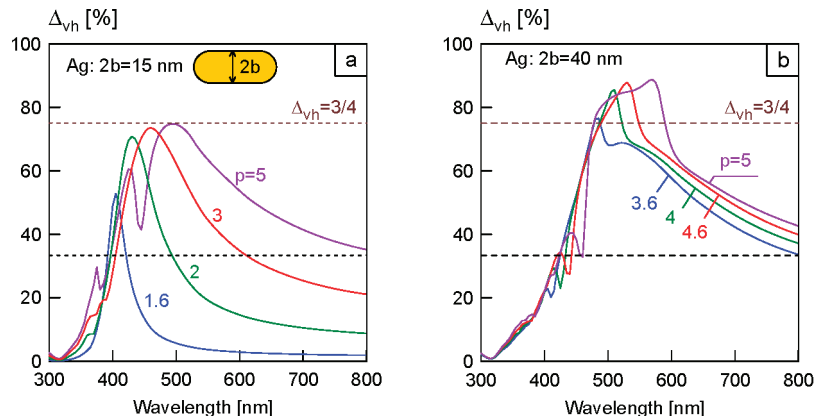 Δvh [%]
100
80
60
40
20
0
300 400 500 600 700 800
Wavelength [nm]
Ag: 2b=15 nm
2b
a
Δvh=3/4
p=5
3
2
1.6
Δvh [%]
100
80
60
40
20
0
300 400 500 600 700 800
Wavelength [nm]
Ag: 2b=40 nm
b
Δvh=3/4
p=5
3.6
4
4.6